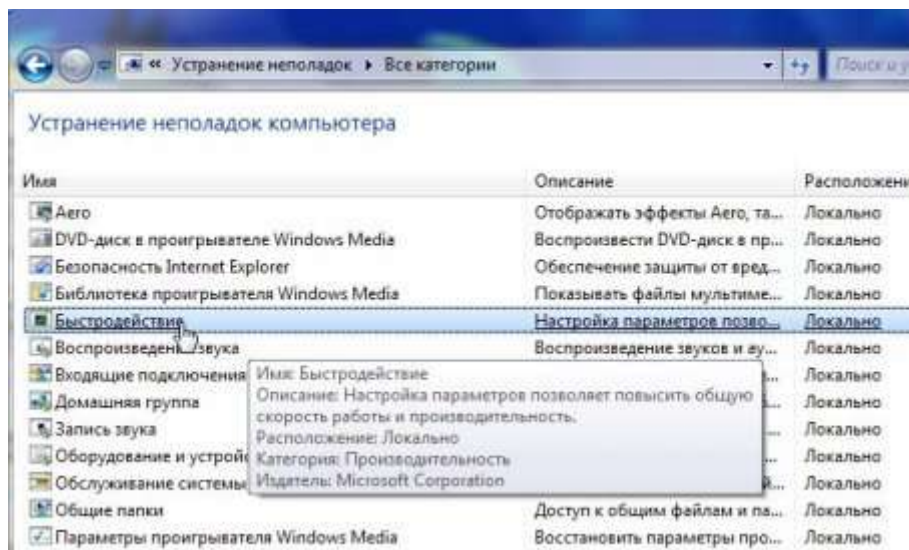 « Устранение неполадок ▸ Все категории
Устранение неполадок компьютера
Имя Описание Расположени
Aero Отображать эффекты Aero, та... Локально
DVD-диск в проигрывателе Windows Media Воспроизвести DVD-диск в пр... Локально
Безопасность Internet Explorer Обеспечение защиты от вред... Локально
Библиотека проигрывателя Windows Media Показывать файлы мультиме... Локально
Быстродействие Настройка параметров позво... Локально
Воспроизведен звука Воспроизведение звуков и ау... Локально
Входящие подключения Локально
Домашняя группа Локально
Запись звука Локально
Оборудование и устрой Локально
Обслуживание системы Локально
Имя: Быстродействие
Описание: Настройка параметров позволяет повысить общую
скорость работы и производительность.
Расположение: Локально
Категория: Производительность
Издатель: Microsoft Corporation
Общие папки Доступ к общим файлам и па... Локально
Параметры проигрывателя Windows Media Восстановить параметры про... Локально